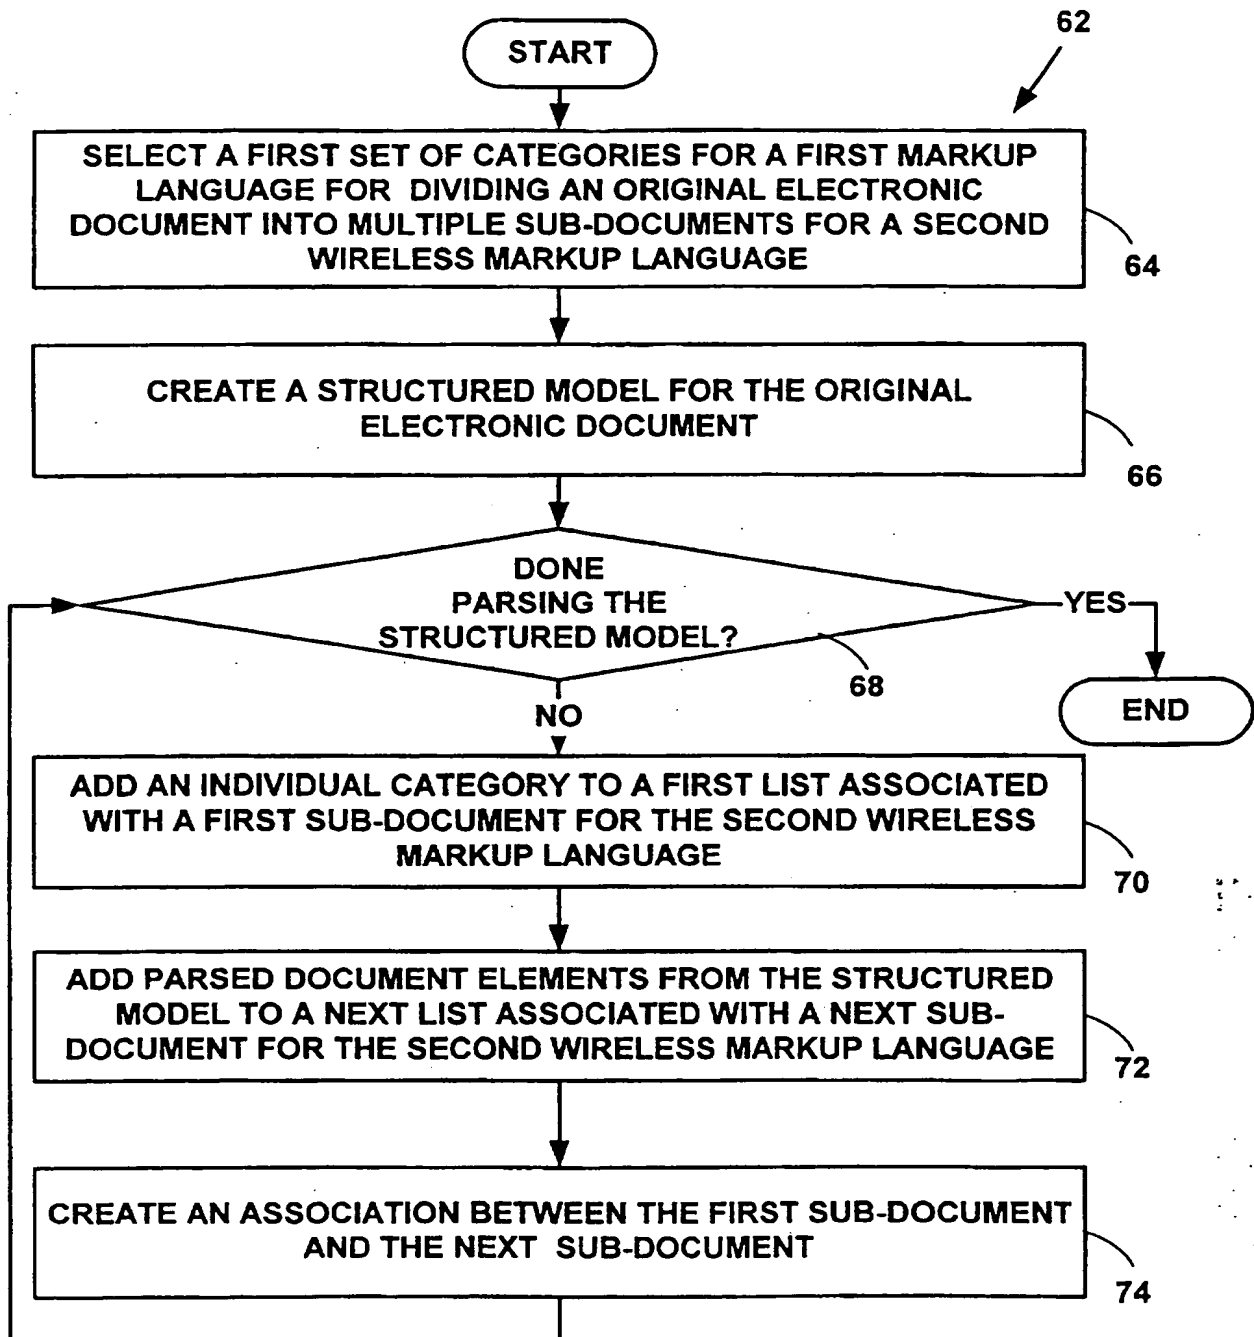 62
START
SELECT A FIRST SET OF CATEGORIES FOR A FIRST MARKUP
LANGUAGE FOR DIVIDING AN ORIGINAL ELECTRONIC
DOCUMENT INTO MULTIPLE SUB-DOCUMENTS FOR A SECOND
WIRELESS MARKUP LANGUAGE
64
CREATE A STRUCTURED MODEL FOR THE ORIGINAL
ELECTRONIC DOCUMENT
66
DONE
PARSING THE
STRUCTURED MODEL?
68
YES
END
NO
ADD AN INDIVIDUAL CATEGORY TO A FIRST LIST ASSOCIATED
WITH A FIRST SUB-DOCUMENT FOR THE SECOND WIRELESS
MARKUP LANGUAGE
70
ADD PARSED DOCUMENT ELEMENTS FROM THE STRUCTURED
MODEL TO A NEXT LIST ASSOCIATED WITH A NEXT SUB-
DOCUMENT FOR THE SECOND WIRELESS MARKUP LANGUAGE
72
CREATE AN ASSOCIATION BETWEEN THE FIRST SUB-DOCUMENT
AND THE NEXT SUB-DOCUMENT
74